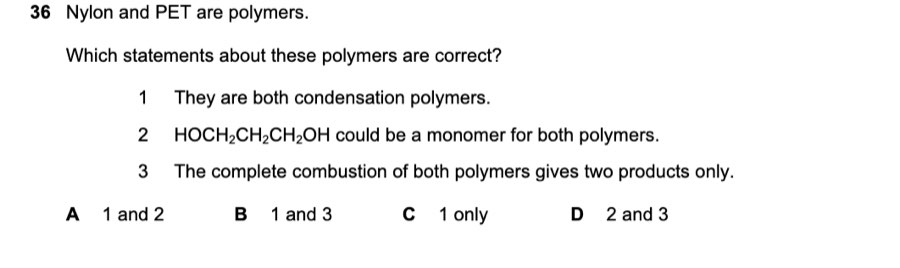 36 Nylon and PET are polymers.
Which statements about these polymers are correct?
1 They are both condensation polymers.
2 HOCH₂CH₂CH₂OH could be a monomer for both polymers.
3 The complete combustion of both polymers gives two products only.
A 1 and 2 B 1 and 3 C 1 only D 2 and 3